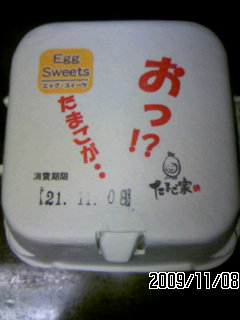 Egg
Sweets
エッグ・スイーツ
おっ!?
たまごが・・
消費期限
[21.11.08]
たまご家
2009/11/08